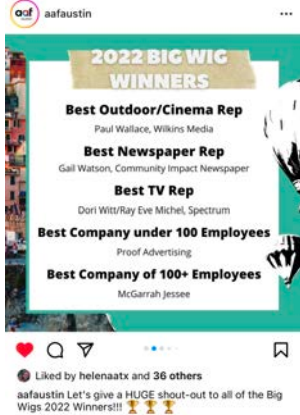 aaf
aafaustin
2022 BIG WIG
WINNERS
Best Outdoor/Cinema Rep
Paul Wallace, Wilkins Media
Best Newspaper Rep
Gail Watson, Community Impact Newspaper
Best TV Rep
Dori Witt/Ray Eve Michel, Spectrum
Best Company under 100 Employees
Proof Advertising
Best Company of 100+ Employees
McGarrah Jessee
Liked by helenaatx and 36 others
aafaustin Let's give a HUGE shout-out to all of the Big
Wigs 2022 Winners!!! 🏆 🏆 🏆